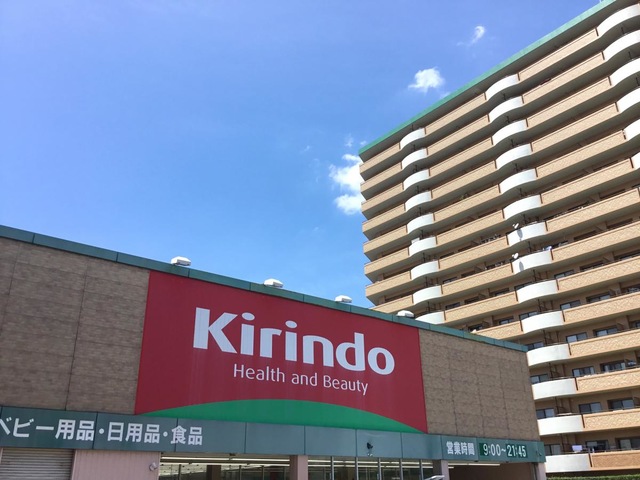 Kirindo
Health and Beauty
ベビー用品・日用品・食品
営業時間 9:00~21:45